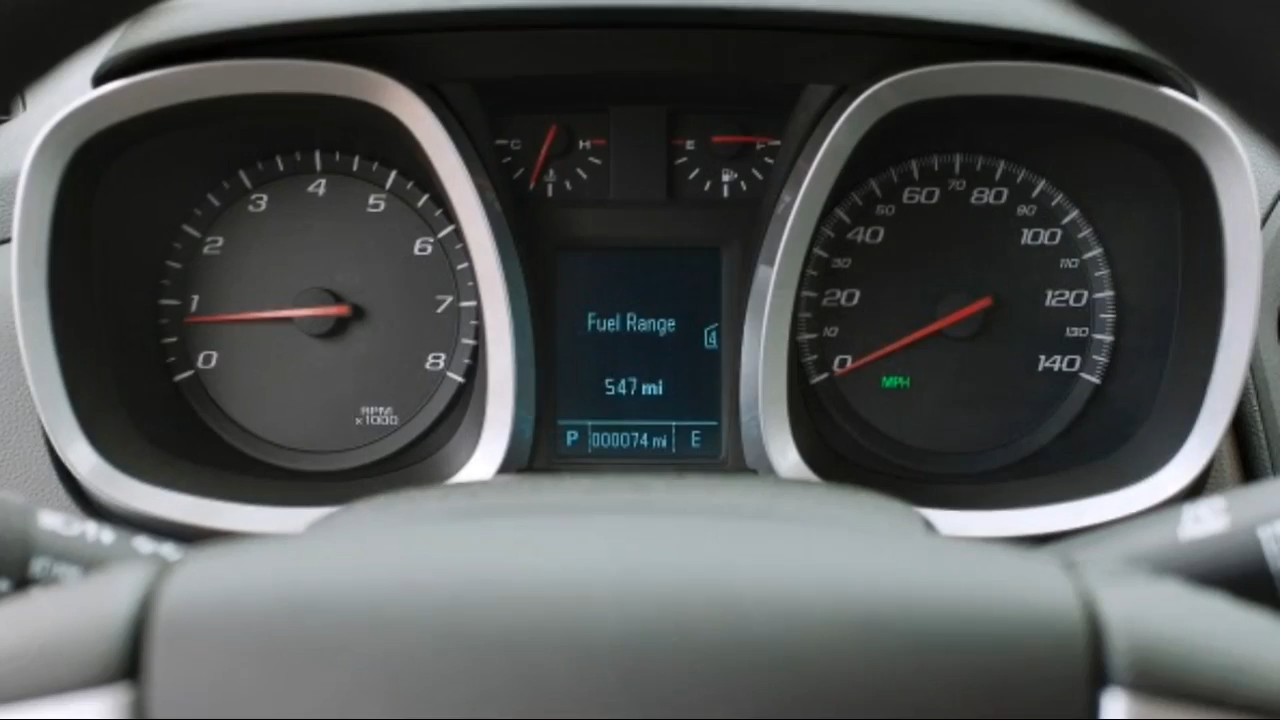 C H
E F
0 1 2 3 4 5 6 7 8
RPM
x1000
Fuel Range
4
547 mi
P 000074 mi E
0 10 20 30 40 50 60 70 80 90 100 110 120 130 140
MPH